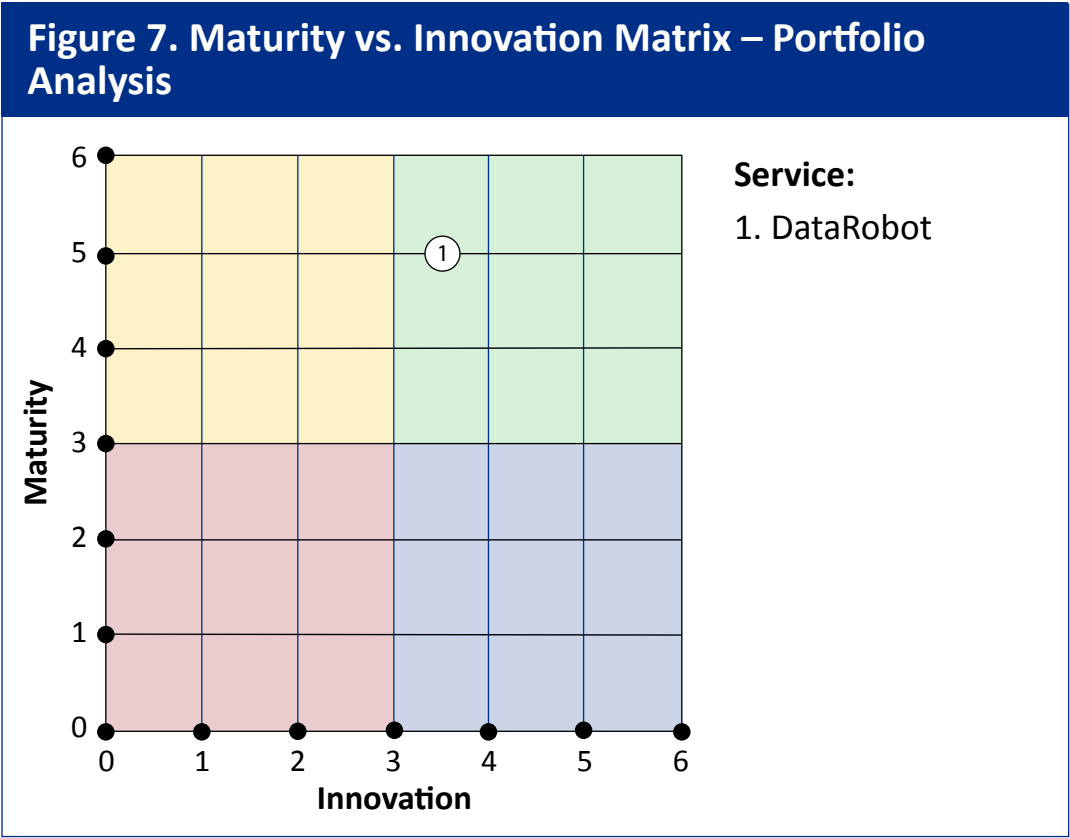 Figure 7. Maturity vs. Innovation Matrix – Portfolio
Analysis
Service:
1. DataRobot
6
5
4
3
2
1
0
Maturity
1
0 1 2 3 4 5 6
Innovation